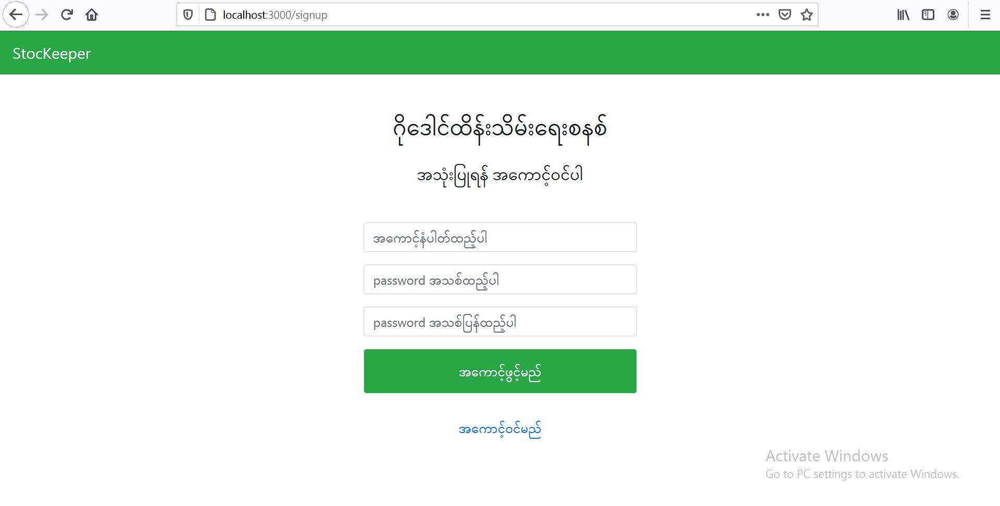 localhost:3000/signup
StocKeeper
ဂိုဒေါင်ထိန်းသိမ်းရေးစနစ်
အသုံးပြုရန် အကောင့်ဝင်ပါ
အကောင့်နံပါတ်ထည့်ပါ
password အသစ်ထည့်ပါ
password အသစ်ပြန်ထည့်ပါ
အကောင့်ဖွင့်မည်
အကောင့်ဝင်မည်
Activate Windows
Go to PC settings to activate Windows.